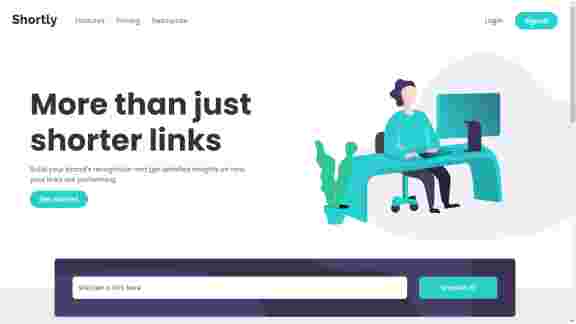 Shortly
Features
Pricing
Resources
Login
Sign Up
More than just
shorter links
Build your brand's recognition and get detailed insights on how
your links are performing.
Get Started
Shorten a link here
Shorten It!